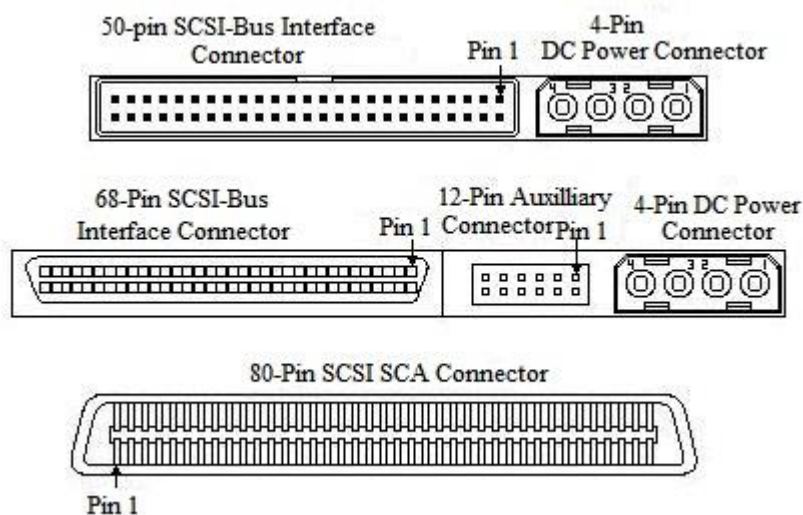 50-pin SCSI-Bus Interface
Connector
Pin 1
4-Pin
DC Power Connector
4 3 2 1
68-Pin SCSI-Bus
Interface Connector
Pin 1
12-Pin Auxilliary
Connector
Pin 1
4-Pin DC Power
Connector
4 3 2 1
80-Pin SCSI SCA Connector
Pin 1